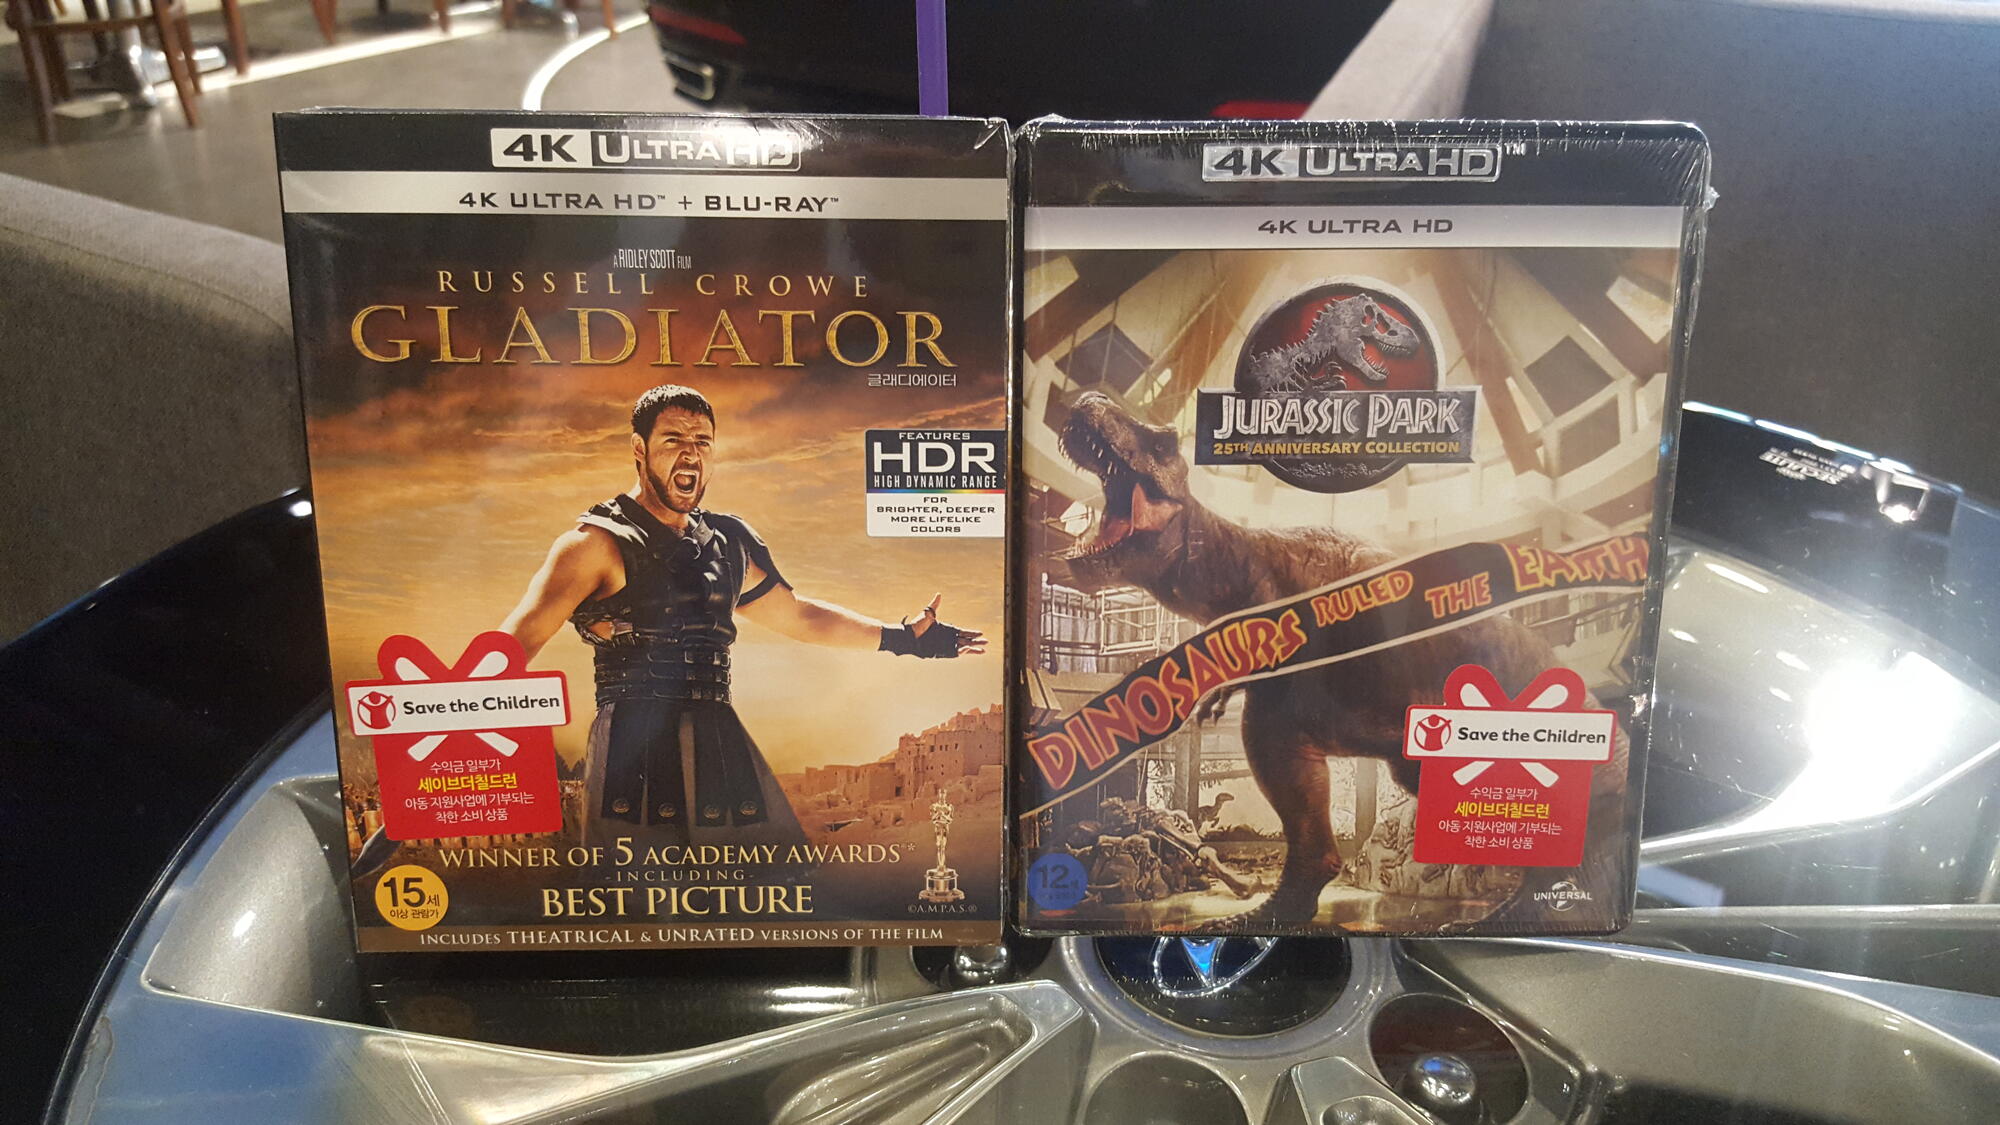 4K ULTRA HD
4K ULTRA HD™ + BLU-RAY™
A RIDLEY SCOTT FILM
RUSSELL CROWE
GLADIATOR
글래디에이터
FEATURES
HDR
HIGH DYNAMIC RANGE
FOR
BRIGHTER, DEEPER
MORE LIFELIKE
COLORS
Save the Children
수익금 일부가
세이브더칠드런
아동 지원사업에 기부되는
착한 소비 상품
WINNER OF 5 ACADEMY AWARDS®*
-INCLUDING-
BEST PICTURE
©A.M.P.A.S.®
15세
이상 관람가
INCLUDES THEATRICAL & UNRATED VERSIONS OF THE FILM
4K ULTRA HD™
4K ULTRA HD
JURASSIC PARK
25TH ANNIVERSARY COLLECTION
DINOSAURS RULED THE EARTH
Save the Children
수익금 일부가
세이브더칠드런
아동 지원사업에 기부되는
착한 소비 상품
12세
UNIVERSAL